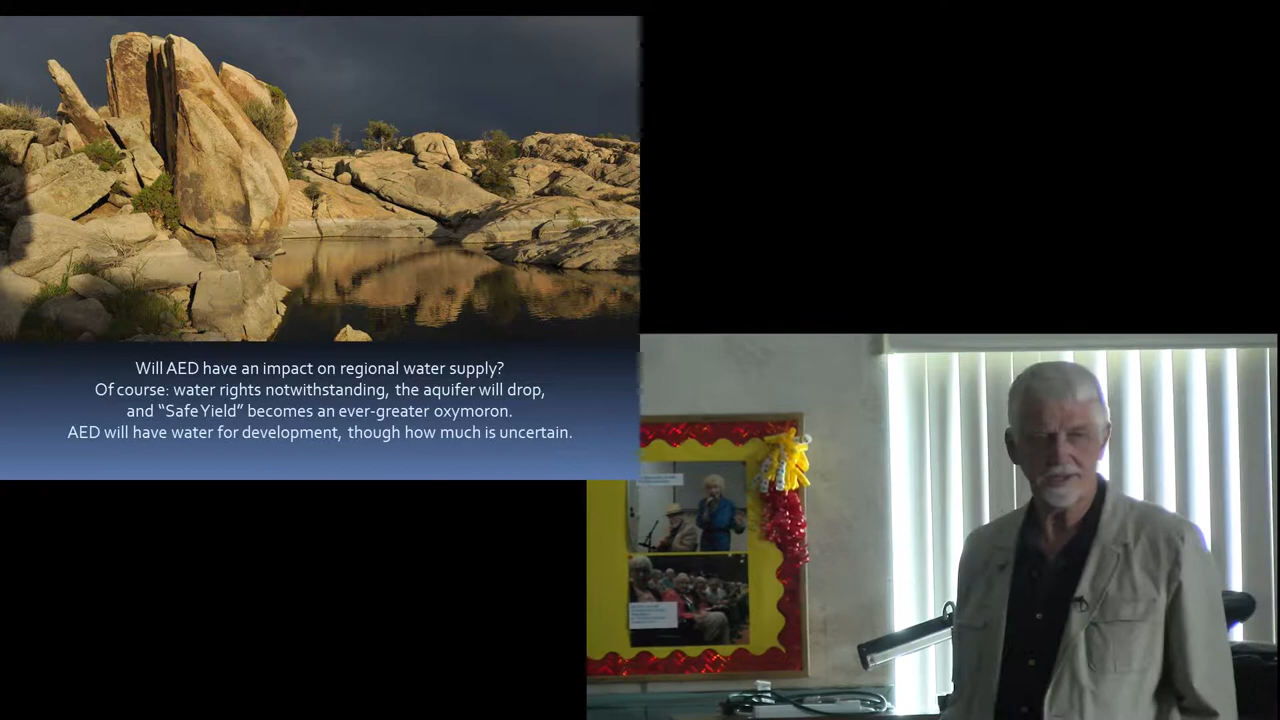 Will AED have an impact on regional water supply?
Of course: water rights notwithstanding, the aquifer will drop,
and “Safe Yield” becomes an ever-greater oxymoron.
AED will have water for development, though how much is uncertain.